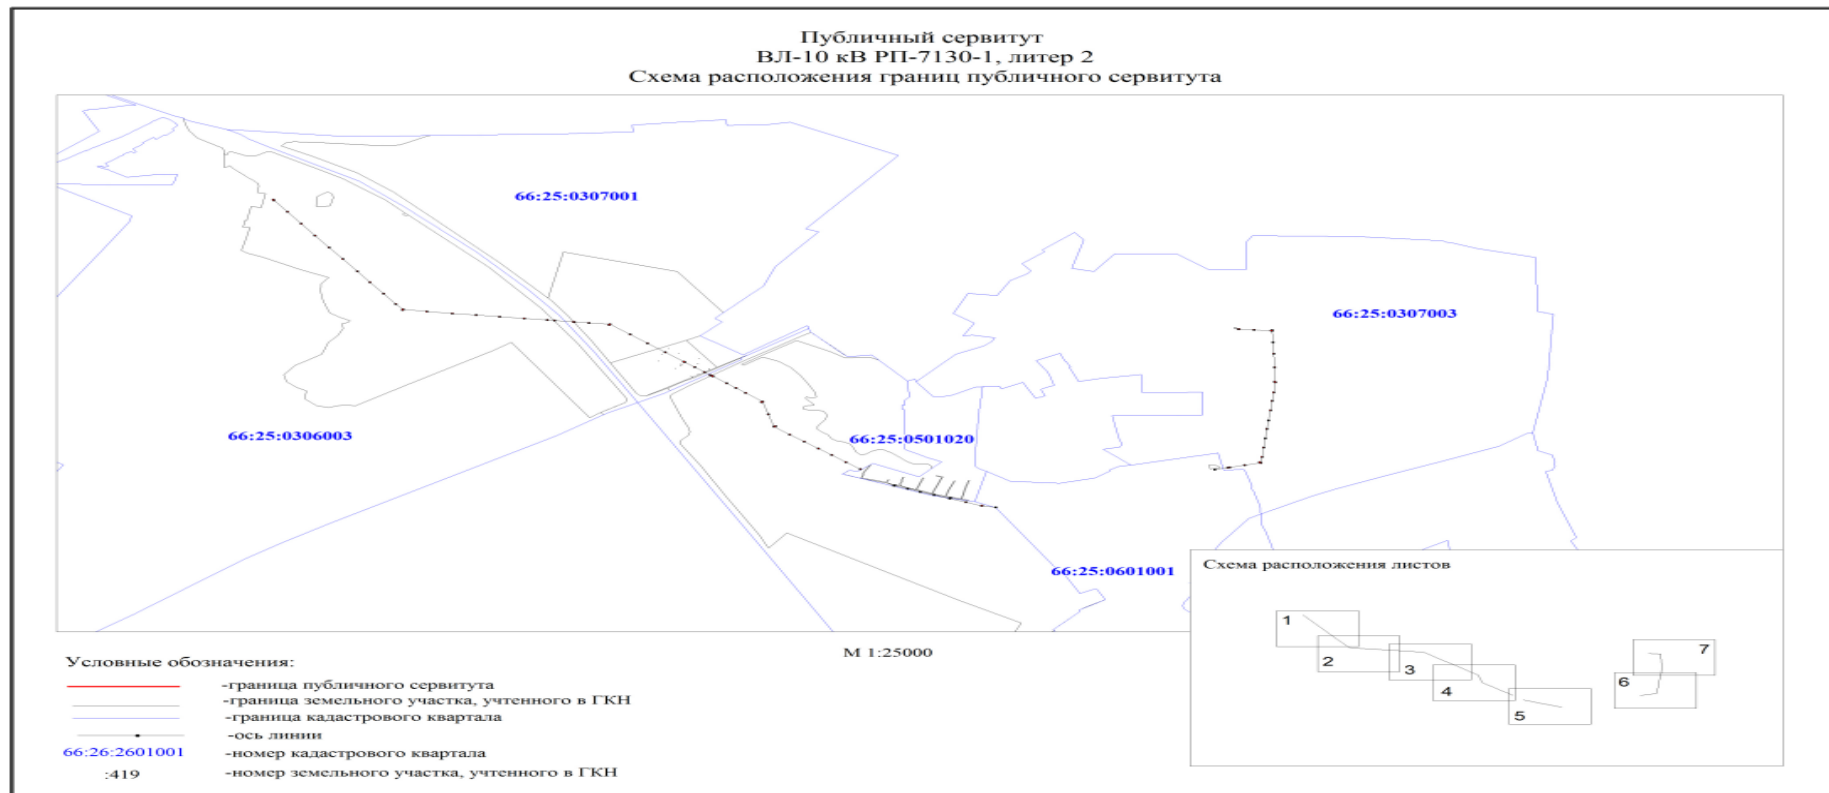 Публичный сервитут
ВЛ-10 кВ РП-7130-1, литер 2
Схема расположения границ публичного сервитута
66:25:0307001
66:25:0307003
66:25:0306003
66:25:0501020
66:25:0601001
Схема расположения листов
1
2
3
4
5
6
7
М 1:25000
Условные обозначения:
-граница публичного сервитута
-граница земельного участка, учтенного в ГКН
-граница кадастрового квартала
-ось линии
66:26:2601001 -номер кадастрового квартала
:419 -номер земельного участка, учтенного в ГКН